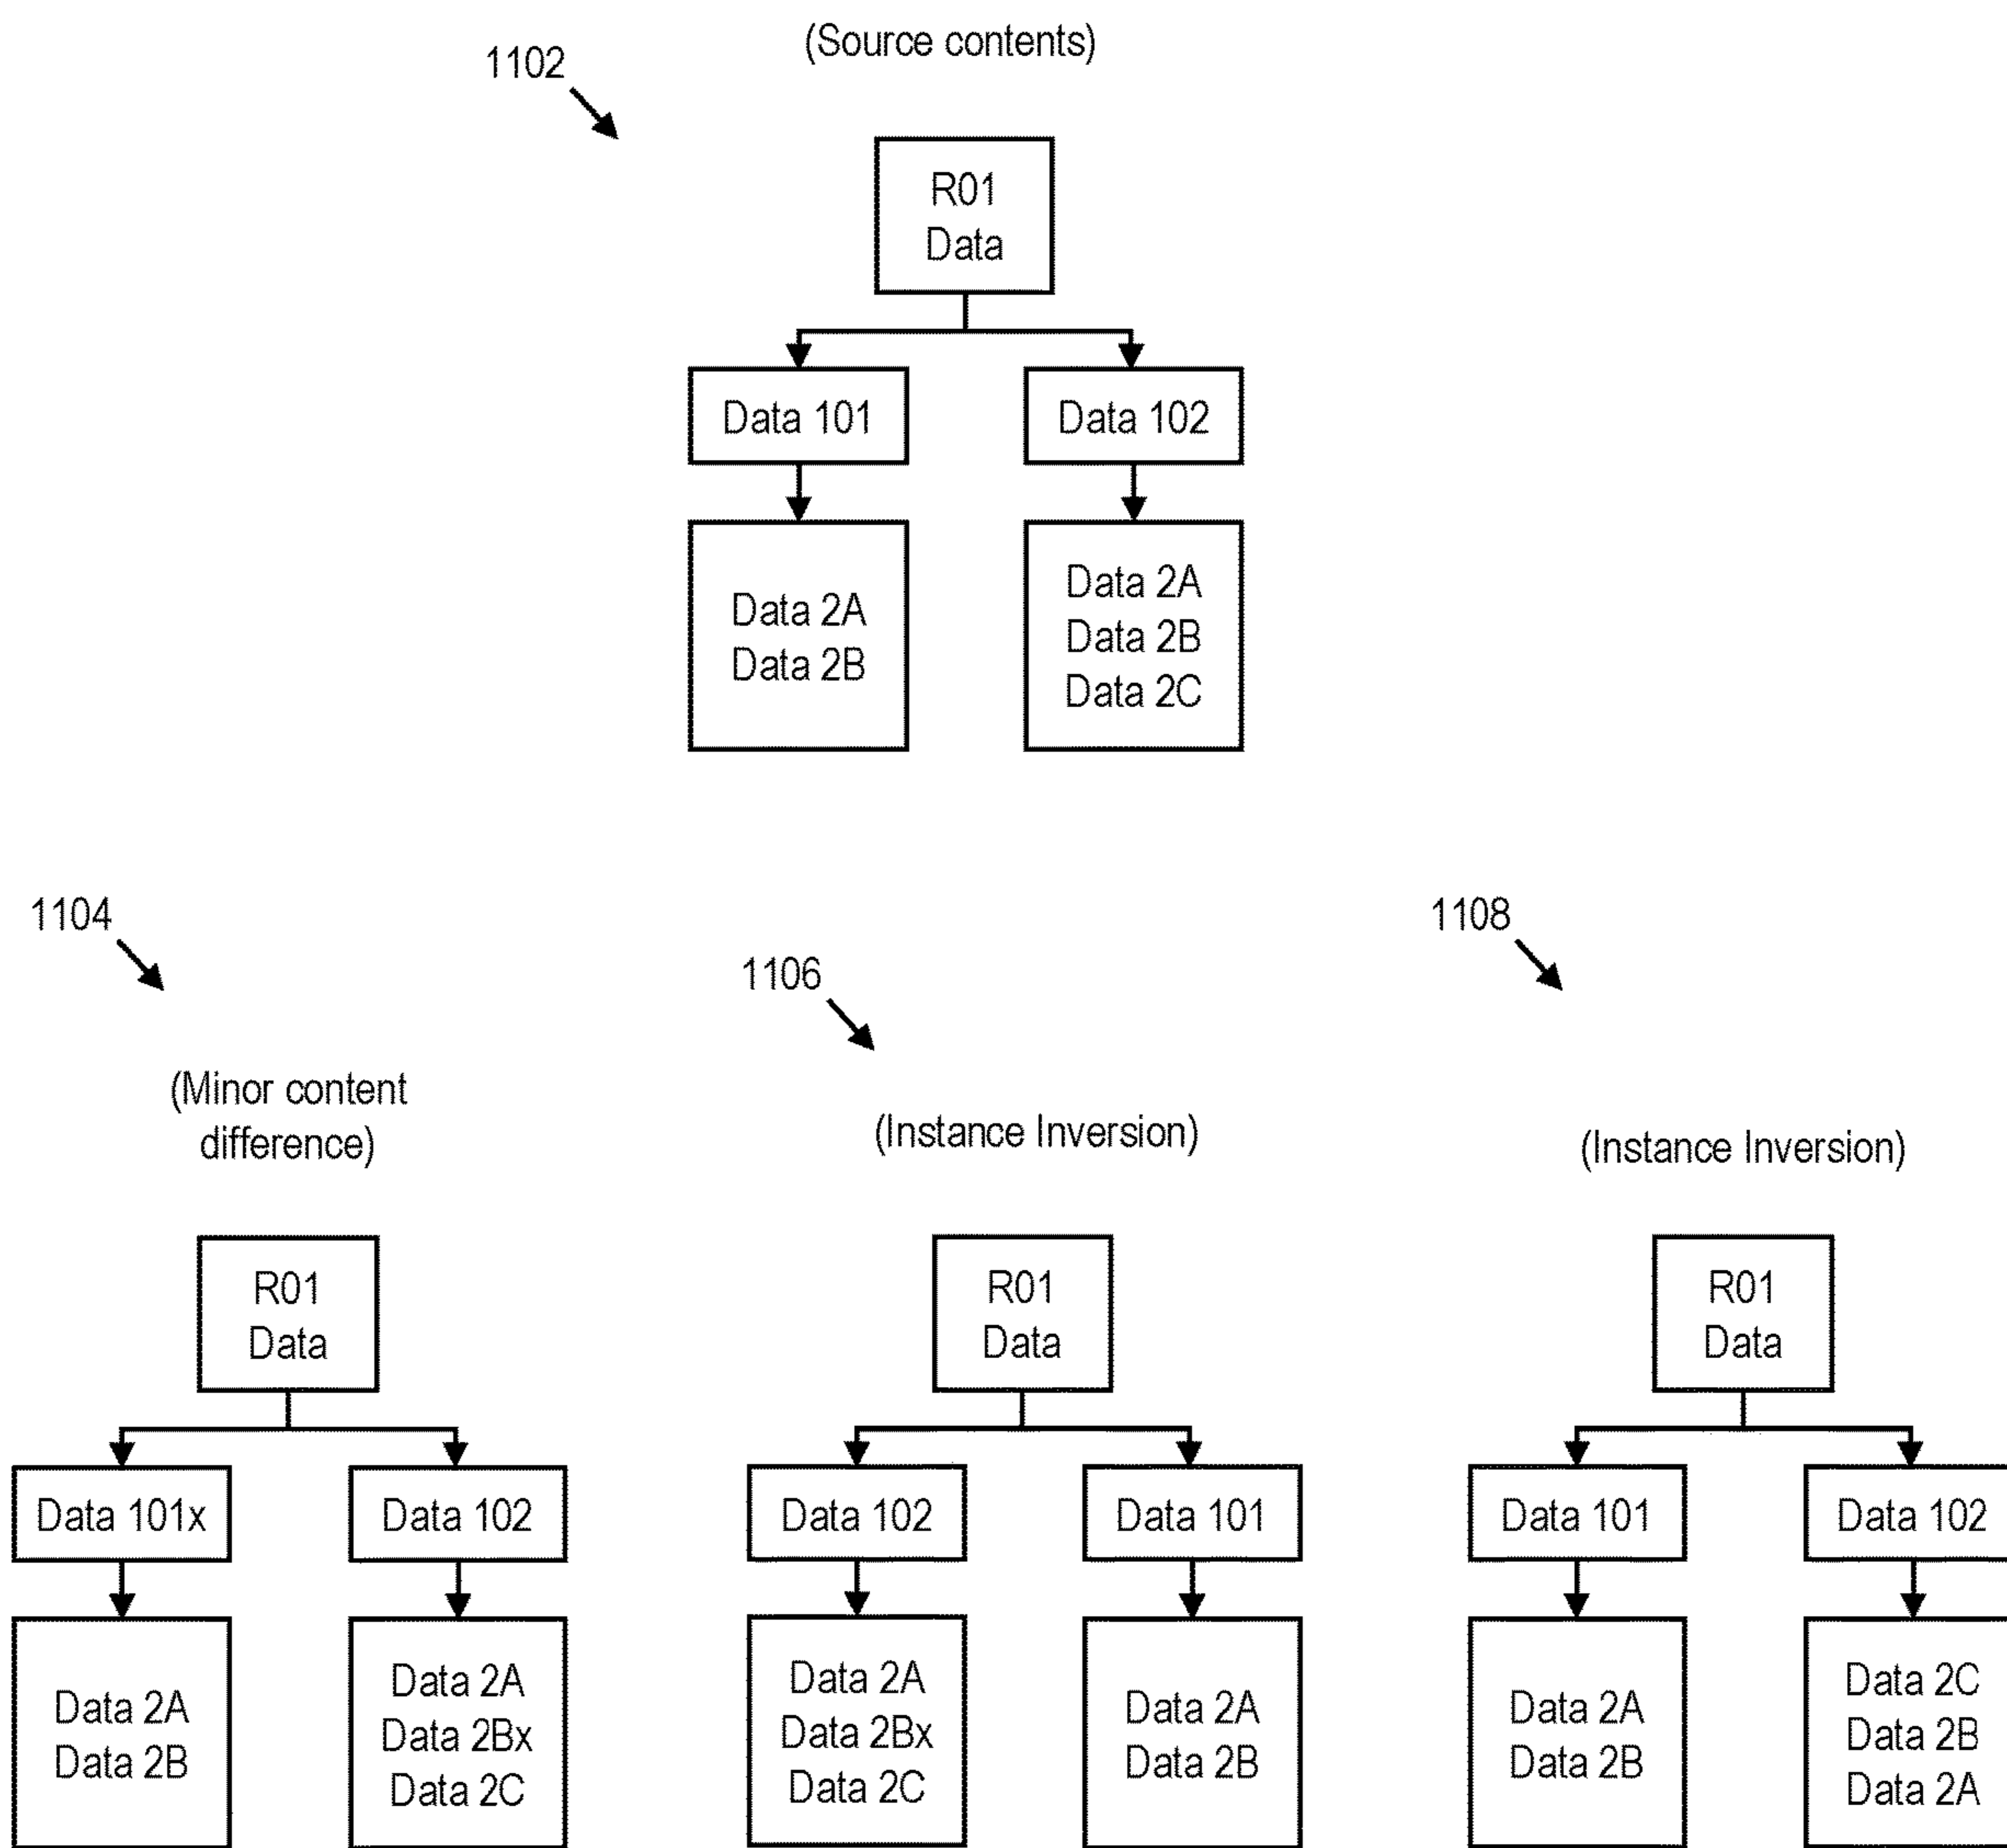 (Source contents)
1102
R01
Data
Data 101
Data 102
Data 2A
Data 2B
Data 2A
Data 2B
Data 2C
1104
(Minor content
difference)
R01
Data
Data 101x
Data 102
Data 2A
Data 2B
Data 2A
Data 2Bx
Data 2C
1106
(Instance Inversion)
R01
Data
Data 102
Data 101
Data 2A
Data 2Bx
Data 2C
Data 2A
Data 2B
1108
(Instance Inversion)
R01
Data
Data 101
Data 102
Data 2A
Data 2B
Data 2C
Data 2B
Data 2A